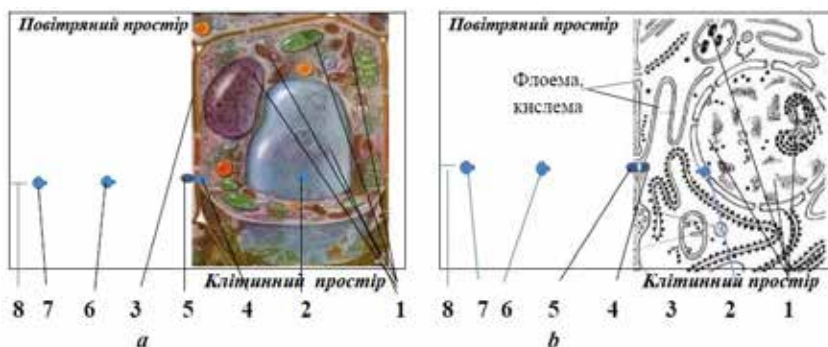 Повітряний простір
Клітинний простір
8 7 6 3 5 4 2 1
a
Повітряний простір
Флоема,
кислема
Клітинний простір
8 7 6 5 4 3 2 1
b